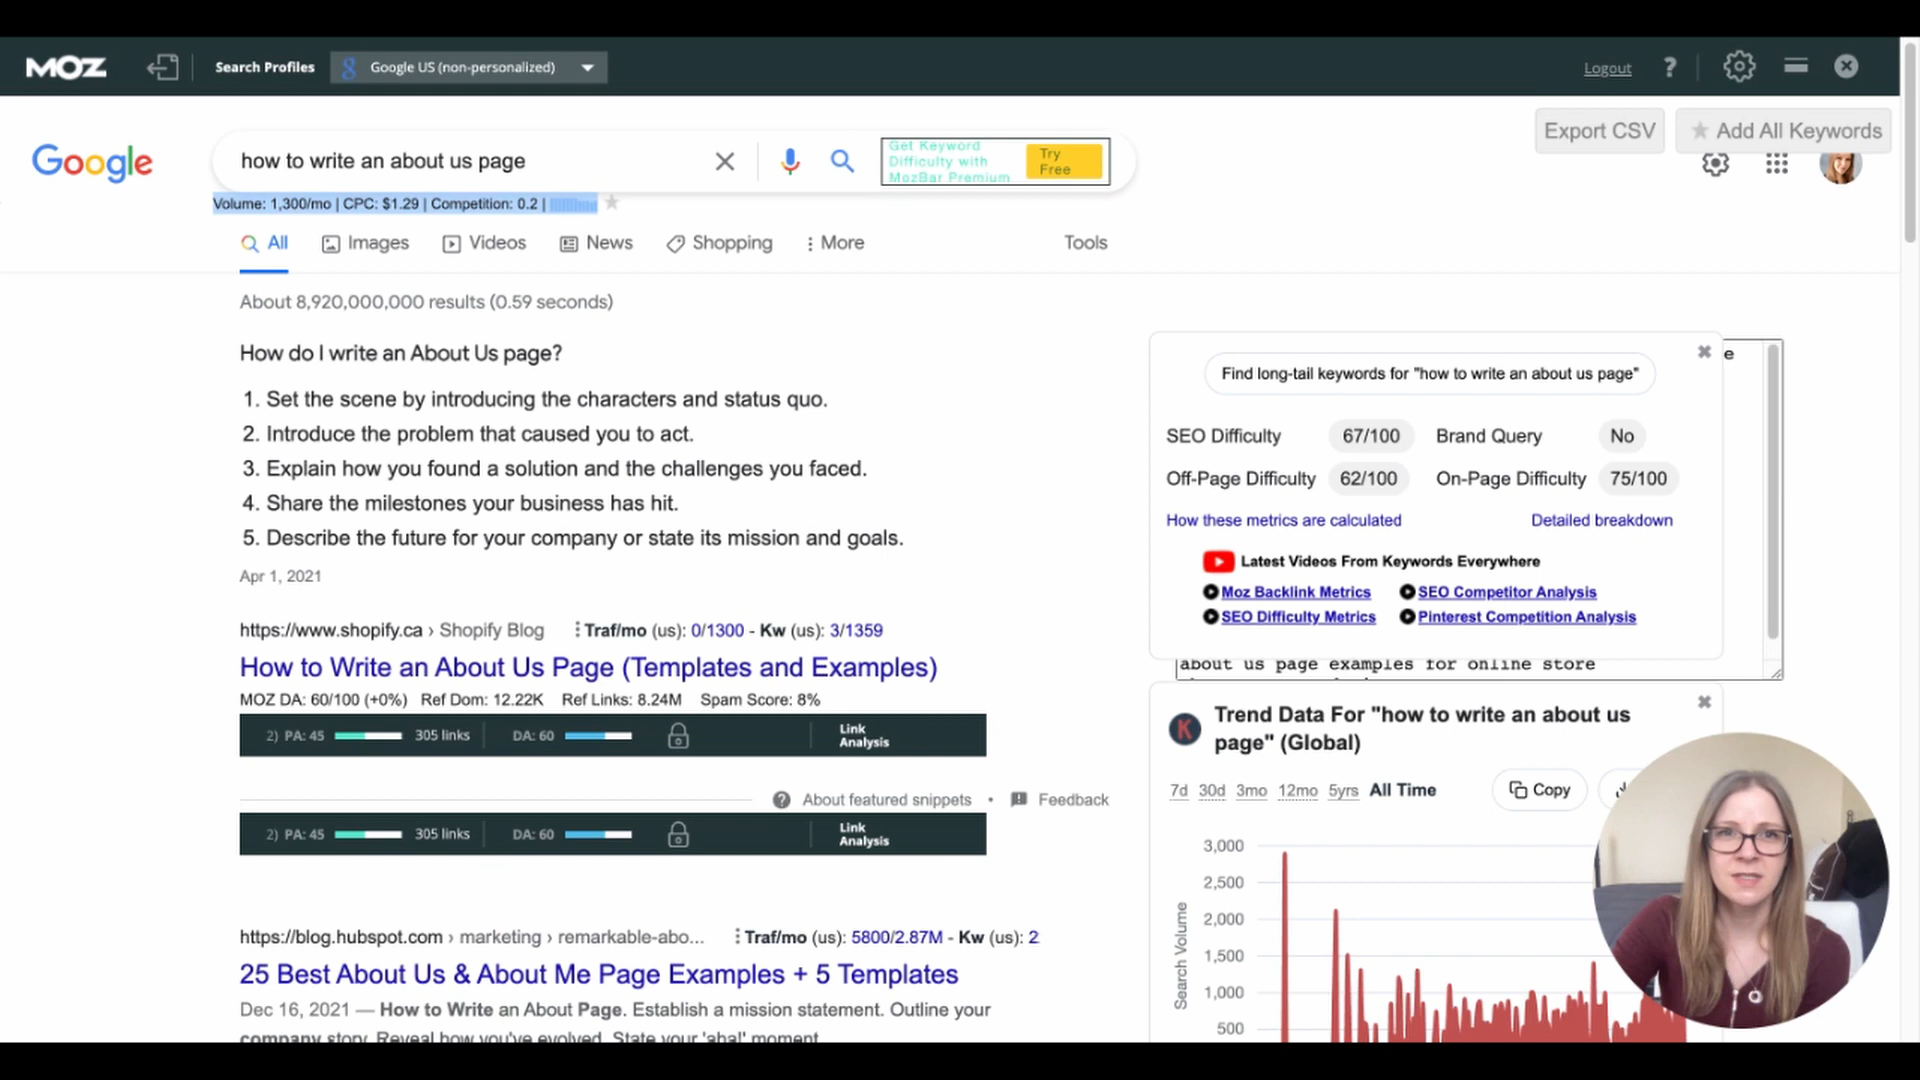 MOZ
Search Profiles
Google US (non-personalized)
Logout
?
Export CSV
Add All Keywords
Google
how to write an about us page
Get Keyword
Difficulty with
MozBar Premium
Try
Free
Volume: 1,300/mo | CPC: $1.29 | Competition: 0.2 |
All
Images
Videos
News
Shopping
More
Tools
About 8,920,000,000 results (0.59 seconds)
How do I write an About Us page?
1. Set the scene by introducing the characters and status quo.
2. Introduce the problem that caused you to act.
3. Explain how you found a solution and the challenges you faced.
4. Share the milestones your business has hit.
5. Describe the future for your company or state its mission and goals.
Apr 1, 2021
https://www.shopify.ca › Shopify Blog
Traf/mo (us): 0/1300 - Kw (us): 3/1359
How to Write an About Us Page (Templates and Examples)
MOZ DA: 60/100 (+0%) Ref Dom: 12.22K Ref Links: 8.24M Spam Score: 8%
2) PA: 45 305 links DA: 60 Link
Analysis
About featured snippets • Feedback
2) PA: 45 305 links DA: 60 Link
Analysis
https://blog.hubspot.com › marketing › remarkable-abo...
Traf/mo (us): 5800/2.87M - Kw (us): 2
25 Best About Us & About Me Page Examples + 5 Templates
Dec 16, 2021 — How to Write an About Page. Establish a mission statement. Outline your
company story. Reveal how you've evolved. State your 'aha!' moment.
e
Find long-tail keywords for "how to write an about us page"
SEO Difficulty 67/100 Brand Query No
Off-Page Difficulty 62/100 On-Page Difficulty 75/100
How these metrics are calculated Detailed breakdown
Latest Videos From Keywords Everywhere
Moz Backlink Metrics SEO Competitor Analysis
SEO Difficulty Metrics Pinterest Competition Analysis
about us page examples for online store
K
Trend Data For "how to write an about us
page" (Global)
7d 30d 3mo 12mo 5yrs All Time
Copy
Search Volume
3,000
2,500
2,000
1,500
1,000
500